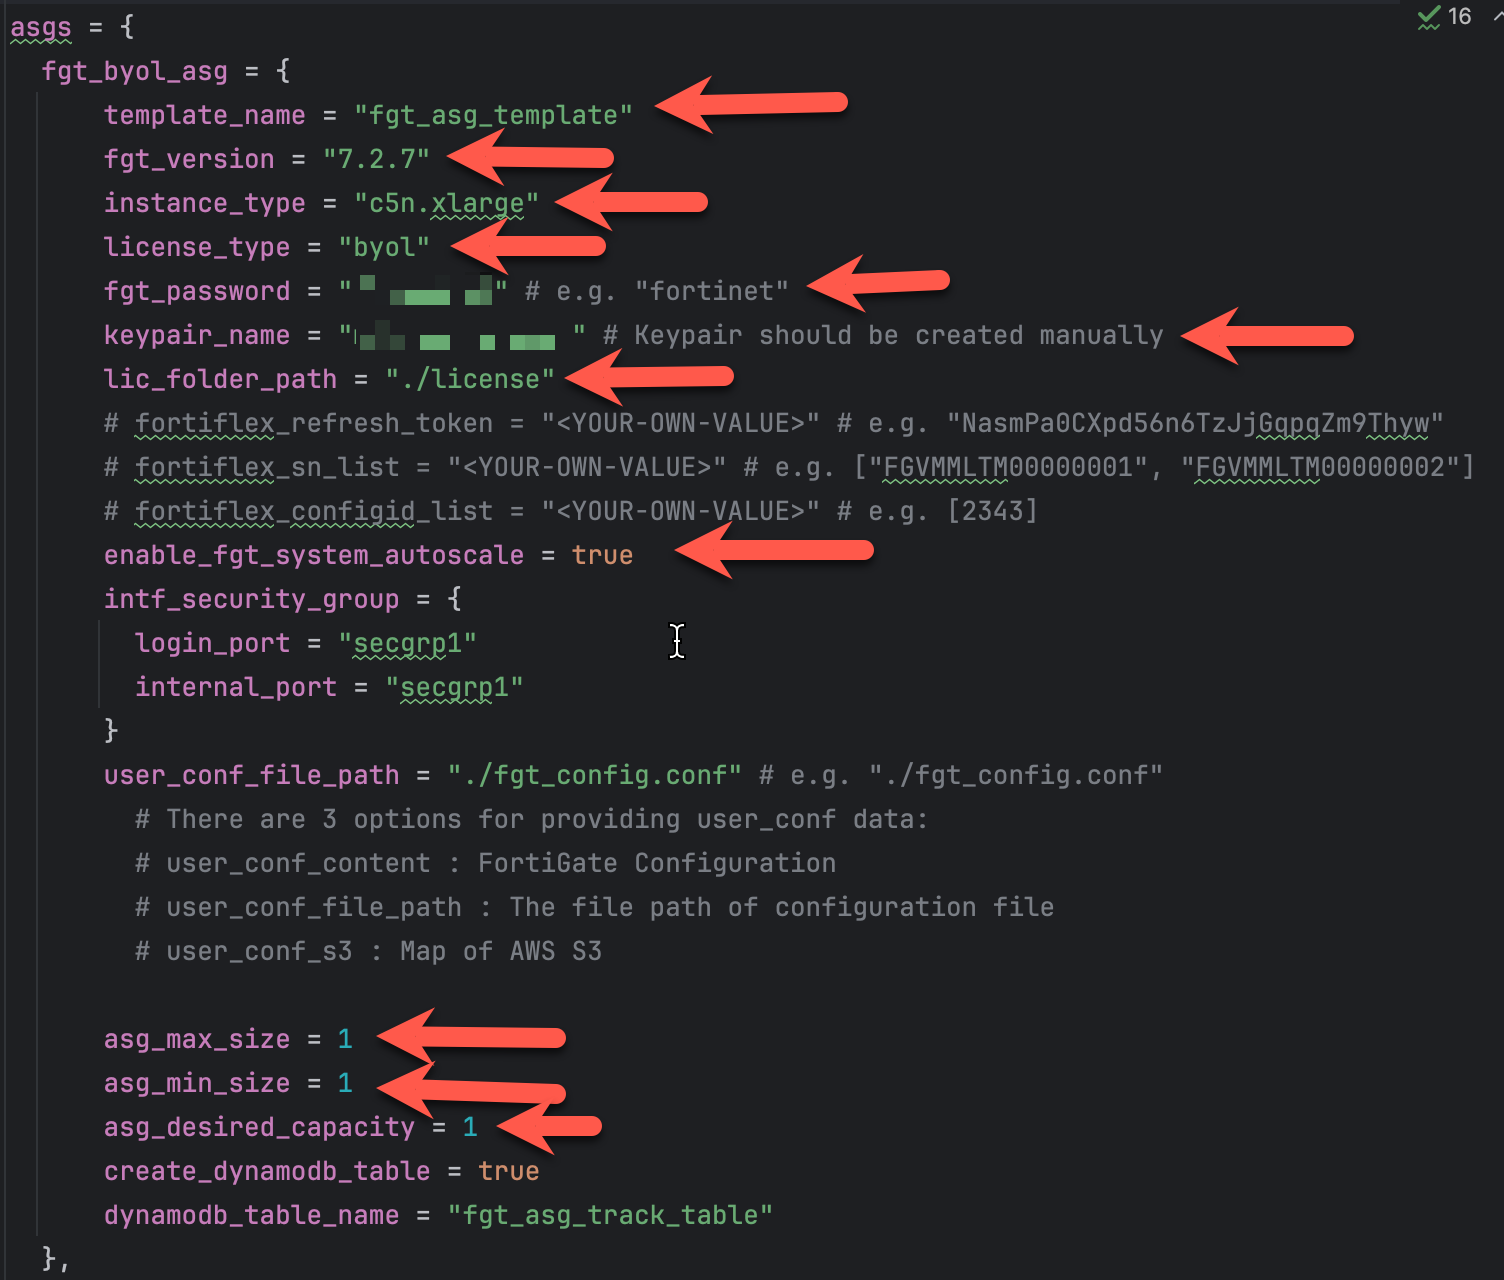 asgs = {
fgt_byol_asg = {
template_name = "fgt_asg_template"
fgt_version = "7.2.7"
instance_type = "c5n.xlarge"
license_type = "byol"
fgt_password = "" # e.g. "fortinet"
keypair_name = "" # Keypair should be created manually
lic_folder_path = "./license"
# fortiflex_refresh_token = "<YOUR-OWN-VALUE>" # e.g. "NasmPa0CXpd56n6TzJjGqpqZm9Thyw"
# fortiflex_sn_list = "<YOUR-OWN-VALUE>" # e.g. ["FGVMMLTM00000001", "FGVMMLTM00000002"]
# fortiflex_configid_list = "<YOUR-OWN-VALUE>" # e.g. [2343]
enable_fgt_system_autoscale = true
intf_security_group = {
login_port = "secgrp1"
internal_port = "secgrp1"
}
user_conf_file_path = "./fgt_config.conf" # e.g. "./fgt_config.conf"
# There are 3 options for providing user_conf data:
# user_conf_content : FortiGate Configuration
# user_conf_file_path : The file path of configuration file
# user_conf_s3 : Map of AWS S3
asg_max_size = 1
asg_min_size = 1
asg_desired_capacity = 1
create_dynamodb_table = true
dynamodb_table_name = "fgt_asg_track_table"
},
16